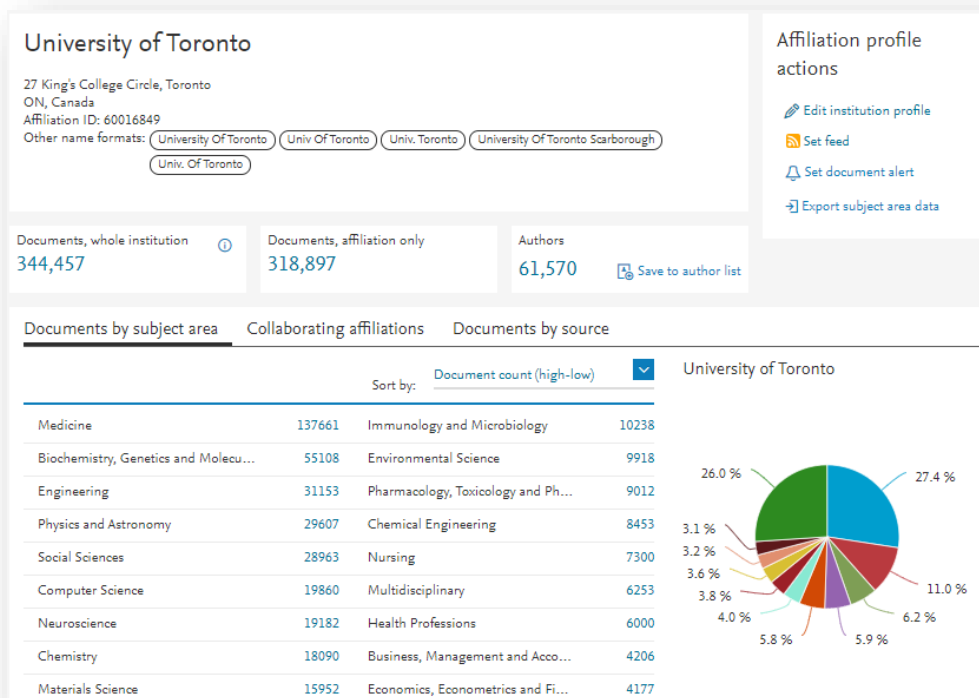 University of Toronto
27 King's College Circle, Toronto
ON, Canada
Affiliation ID: 60016849
Other name formats: University Of Toronto Univ Of Toronto Univ. Toronto University Of Toronto Scarborough
Univ. Of Toronto
Affiliation profile
actions
Edit institution profile
Set feed
Set document alert
Export subject area data
Documents, whole institution
344,457
Documents, affiliation only
318,897
Authors
61,570 Save to author list
Documents by subject area Collaborating affiliations Documents by source
Sort by: Document count (high-low)
Medicine 137661 Immunology and Microbiology 10238
Biochemistry, Genetics and Molecu... 55108 Environmental Science 9918
Engineering 31153 Pharmacology, Toxicology and Ph... 9012
Physics and Astronomy 29607 Chemical Engineering 8453
Social Sciences 28963 Nursing 7300
Computer Science 19860 Multidisciplinary 6253
Neuroscience 19182 Health Professions 6000
Chemistry 18090 Business, Management and Acco... 4206
Materials Science 15952 Economics, Econometrics and Fi... 4177
University of Toronto
26.0 % 27.4 %
3.1 %
3.2 %
3.6 %
3.8 % 11.0 %
4.0 % 6.2 %
5.8 % 5.9 %